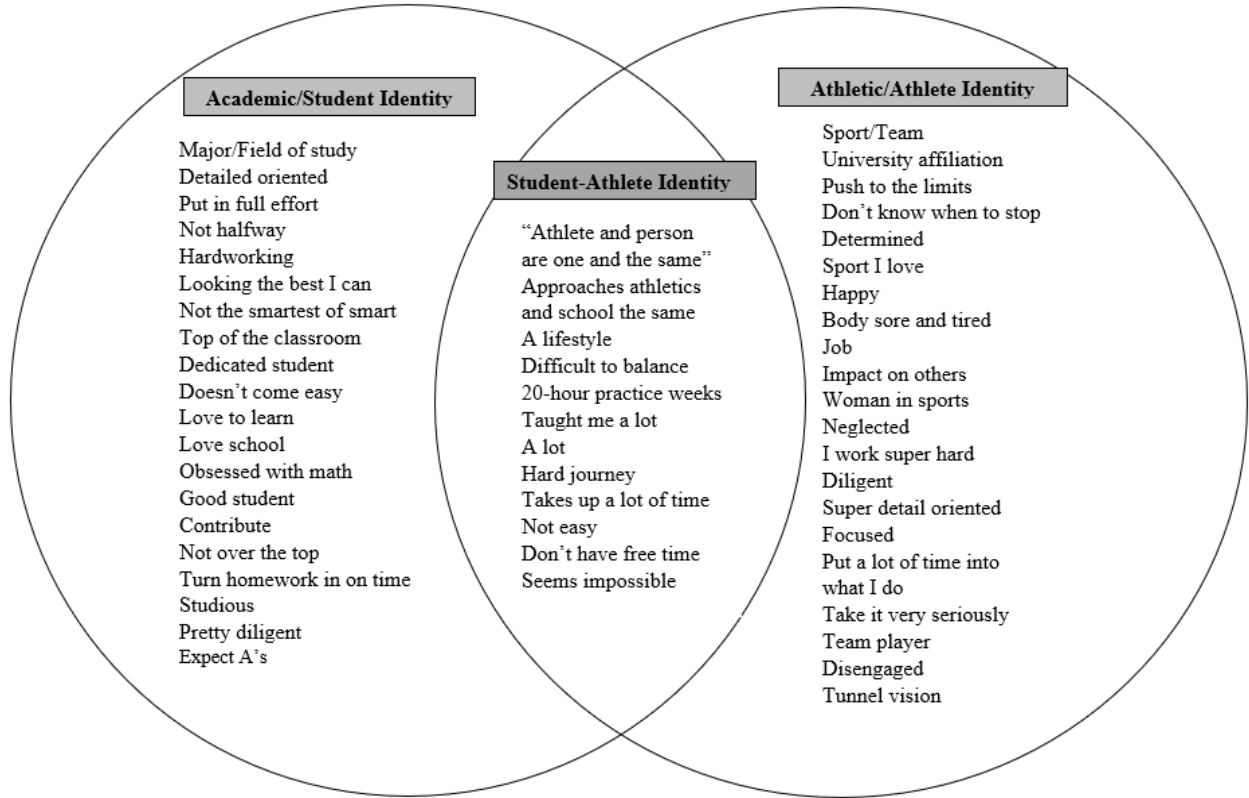 Academic/Student Identity
Major/Field of study
Detailed oriented
Put in full effort
Not halfway
Hardworking
Looking the best I can
Not the smartest of smart
Top of the classroom
Dedicated student
Doesn’t come easy
Love to learn
Love school
Obsessed with math
Good student
Contribute
Not over the top
Turn homework in on time
Studious
Pretty diligent
Expect A’s
Student-Athlete Identity
“Athlete and person
are one and the same”
Approaches athletics
and school the same
A lifestyle
Difficult to balance
20-hour practice weeks
Taught me a lot
A lot
Hard journey
Takes up a lot of time
Not easy
Don’t have free time
Seems impossible
Athletic/Athlete Identity
Sport/Team
University affiliation
Push to the limits
Don’t know when to stop
Determined
Sport I love
Happy
Body sore and tired
Job
Impact on others
Woman in sports
Neglected
I work super hard
Diligent
Super detail oriented
Focused
Put a lot of time into
what I do
Take it very seriously
Team player
Disengaged
Tunnel vision